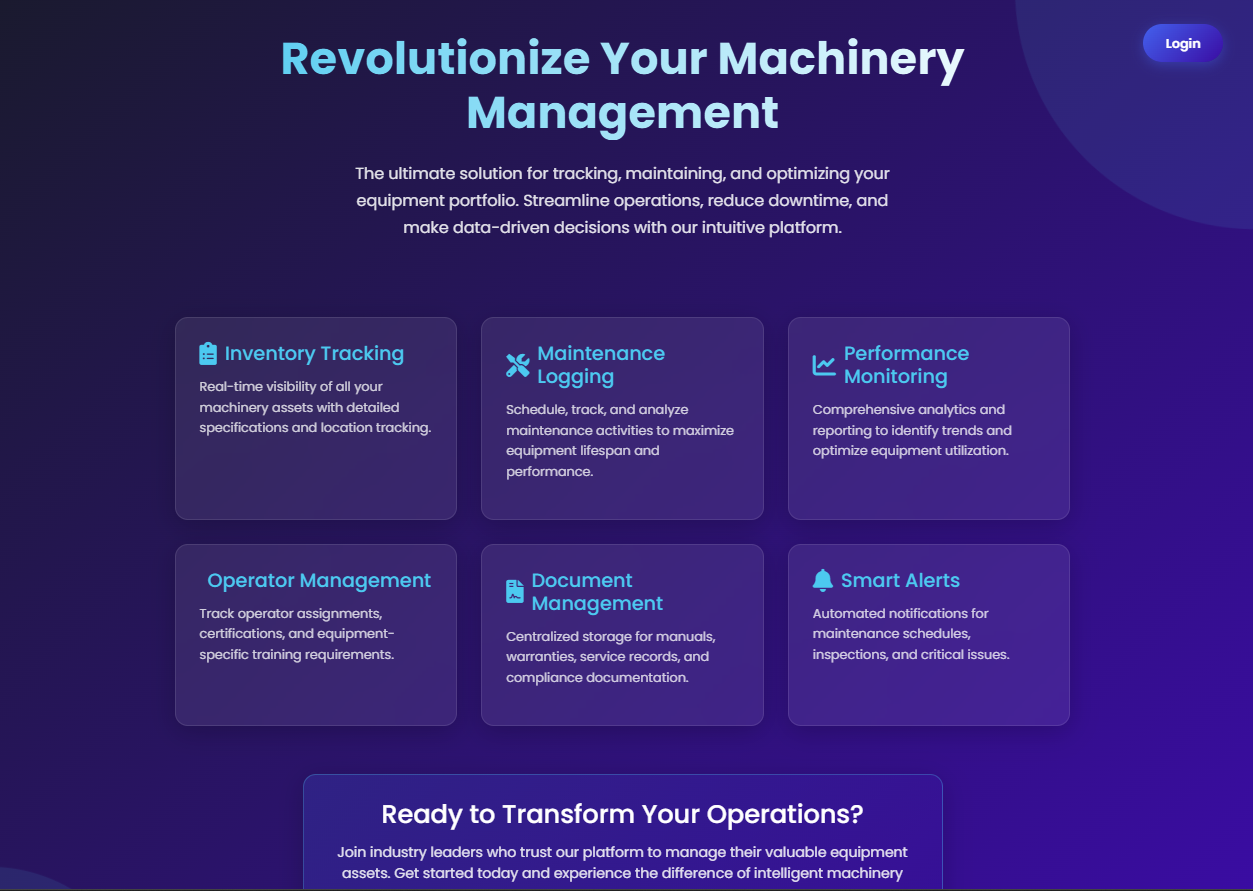 Login
Revolutionize Your Machinery
Management
The ultimate solution for tracking, maintaining, and optimizing your
equipment portfolio. Streamline operations, reduce downtime, and
make data-driven decisions with our intuitive platform.
Inventory Tracking
Real-time visibility of all your
machinery assets with detailed
specifications and location tracking.
Maintenance
Logging
Schedule, track, and analyze
maintenance activities to maximize
equipment lifespan and
performance.
Performance
Monitoring
Comprehensive analytics and
reporting to identify trends and
optimize equipment utilization.
Operator Management
Track operator assignments,
certifications, and equipment-
specific training requirements.
Document
Management
Centralized storage for manuals,
warranties, service records, and
compliance documentation.
Smart Alerts
Automated notifications for
maintenance schedules,
inspections, and critical issues.
Ready to Transform Your Operations?
Join industry leaders who trust our platform to manage their valuable equipment
assets. Get started today and experience the difference of intelligent machinery